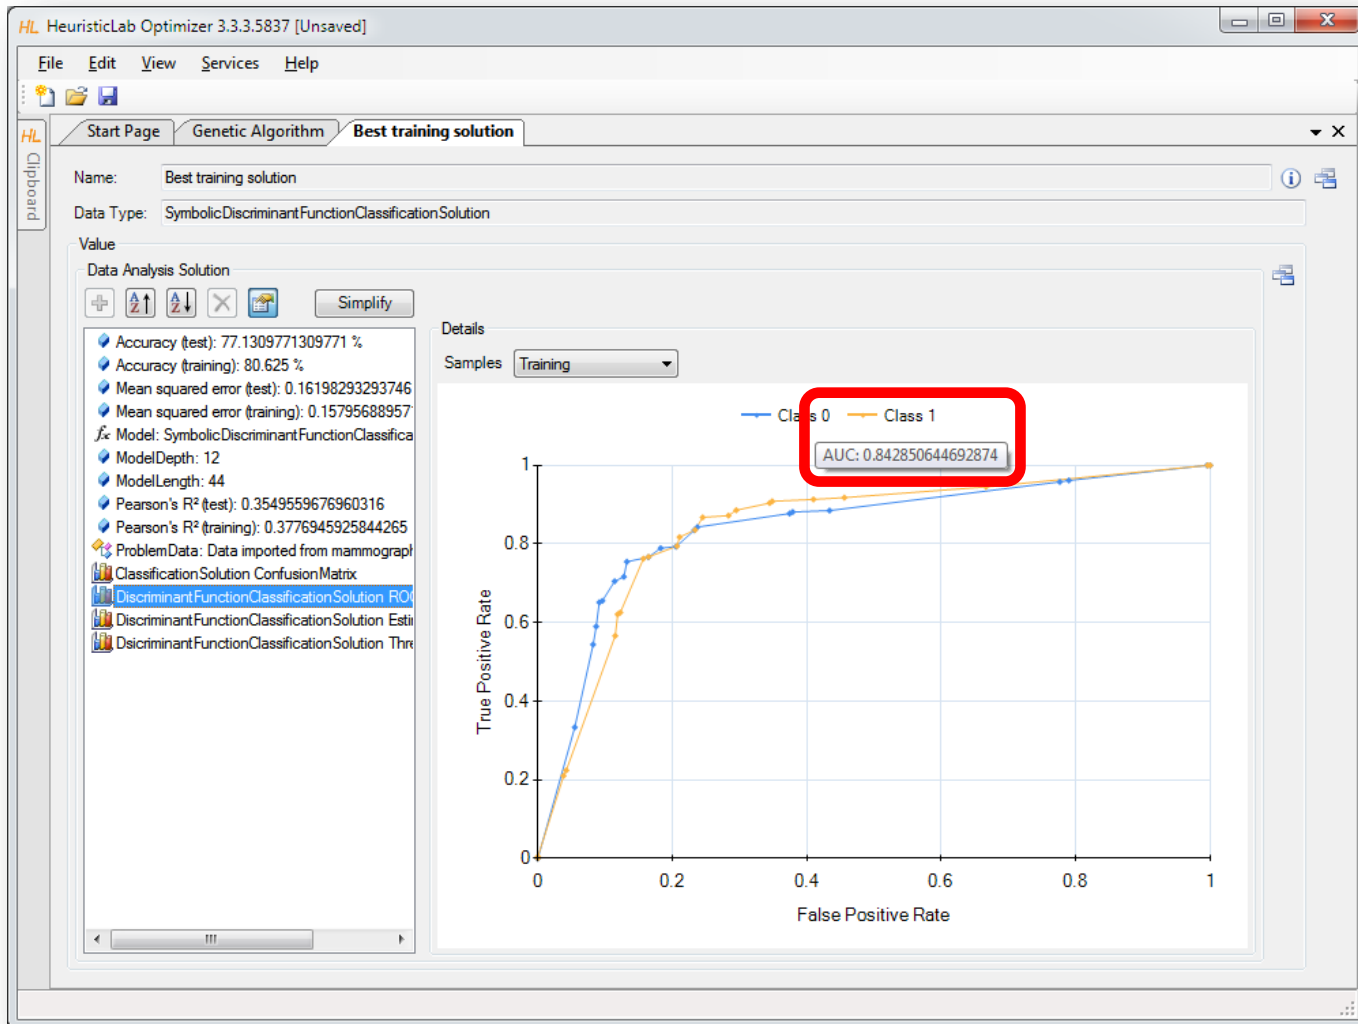 HL HeuristicLab Optimizer 3.3.3.5837 [Unsaved]
File Edit View Services Help
HL Clipboard
Start Page Genetic Algorithm Best training solution
Name: Best training solution
Data Type: SymbolicDiscriminantFunctionClassificationSolution
Value
Data Analysis Solution
Simplify
Accuracy (test): 77.1309771309771 %
Accuracy (training): 80.625 %
Mean squared error (test): 0.16198293293746
Mean squared error (training): 0.15795688957
Model: SymbolicDiscriminantFunctionClassifica
ModelDepth: 12
ModelLength: 44
Pearson's R² (test): 0.3549559676960316
Pearson's R² (training): 0.3776945925844265
ProblemData: Data imported from mammograph
ClassificationSolution ConfusionMatrix
DiscriminantFunctionClassificationSolution ROC
DiscriminantFunctionClassificationSolution Esti
DsicriminantFunctionClassificationSolution Thre
Details
Samples Training
Class 0 Class 1
AUC: 0.842850644692874
1
0.8
0.6
0.4
0.2
0
True Positive Rate
0 0.2 0.4 0.6 0.8 1
False Positive Rate